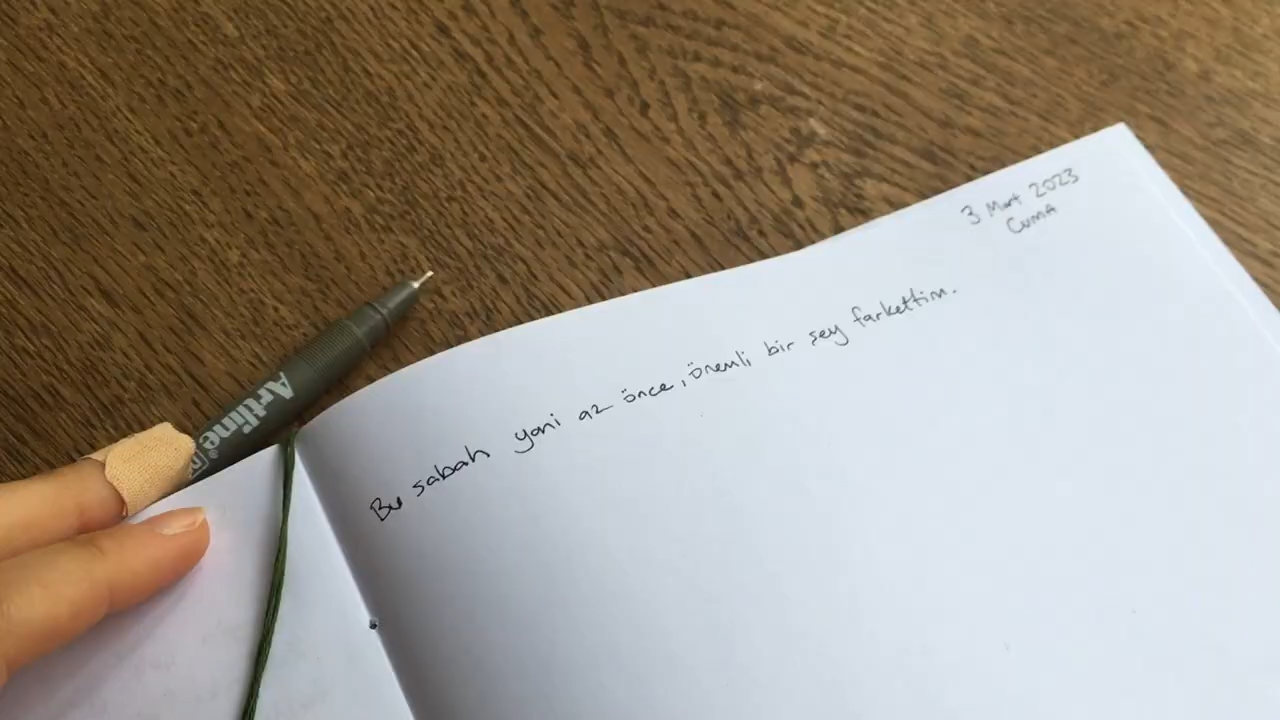 3 Mart 2023
Cuma
Bu sabah yani az önce, önemli bir şey farkettim.
Artline